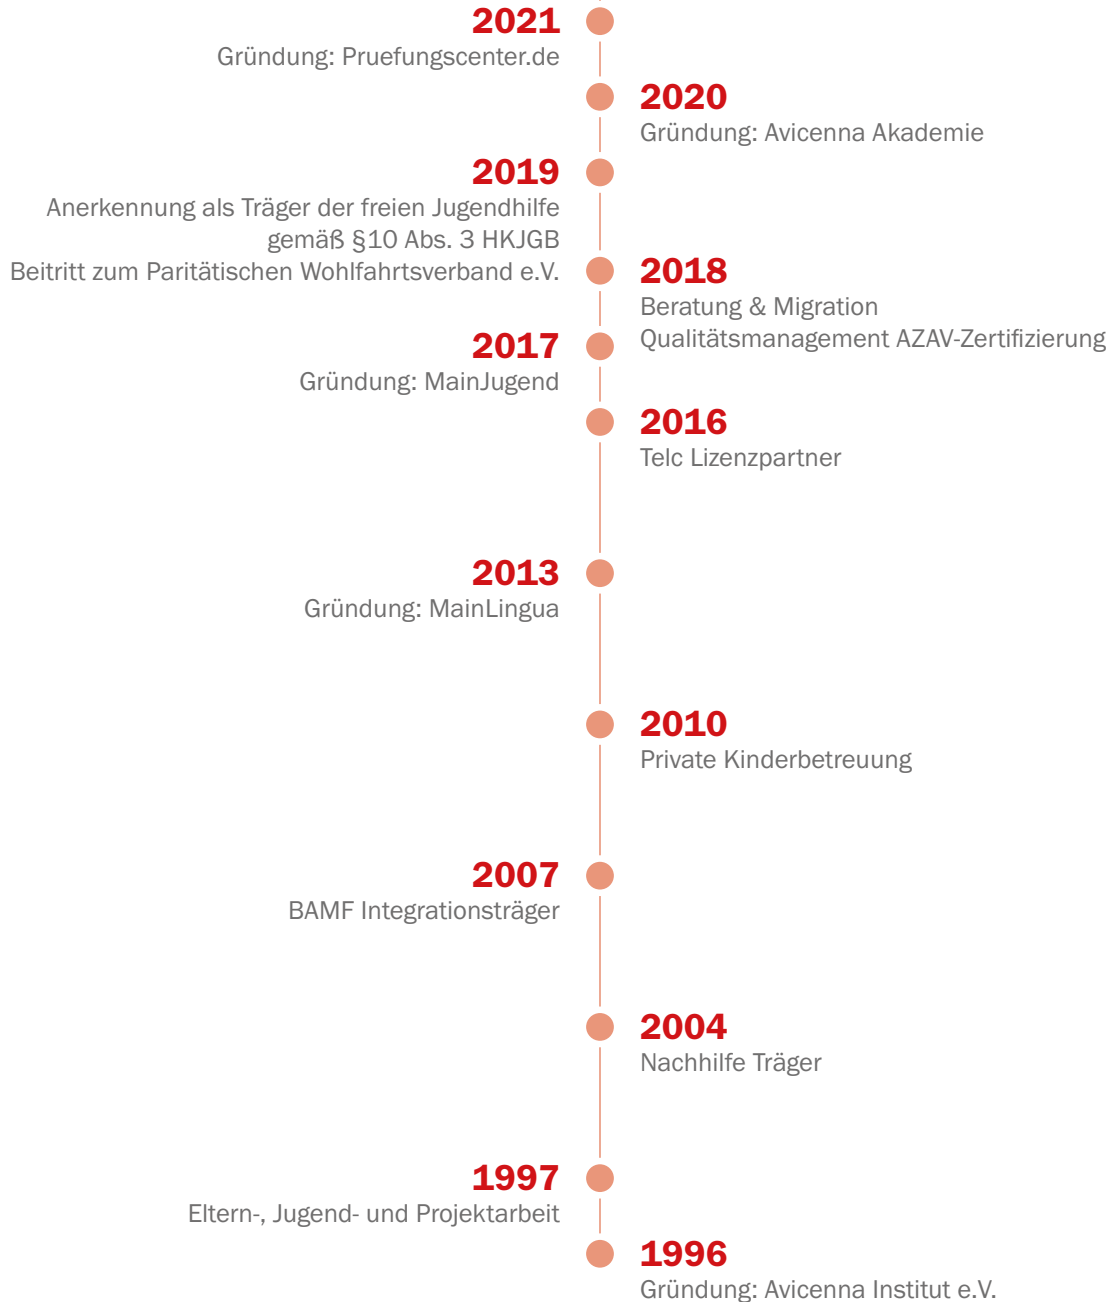 2021
Gründung: Pruefungscenter.de
2020
Gründung: Avicenna Akademie
2019
Anerkennung als Träger der freien Jugendhilfe
gemäß §10 Abs. 3 HKJGB
Beitritt zum Paritätischen Wohlfahrtsverband e.V.
2018
Beratung & Migration
Qualitätsmanagement AZAV-Zertifizierung
2017
Gründung: MainJugend
2016
Telc Lizenzpartner
2013
Gründung: MainLingua
2010
Private Kinderbetreuung
2007
BAMF Integrationsträger
2004
Nachhilfe Träger
1997
Eltern-, Jugend- und Projektarbeit
1996
Gründung: Avicenna Institut e.V.